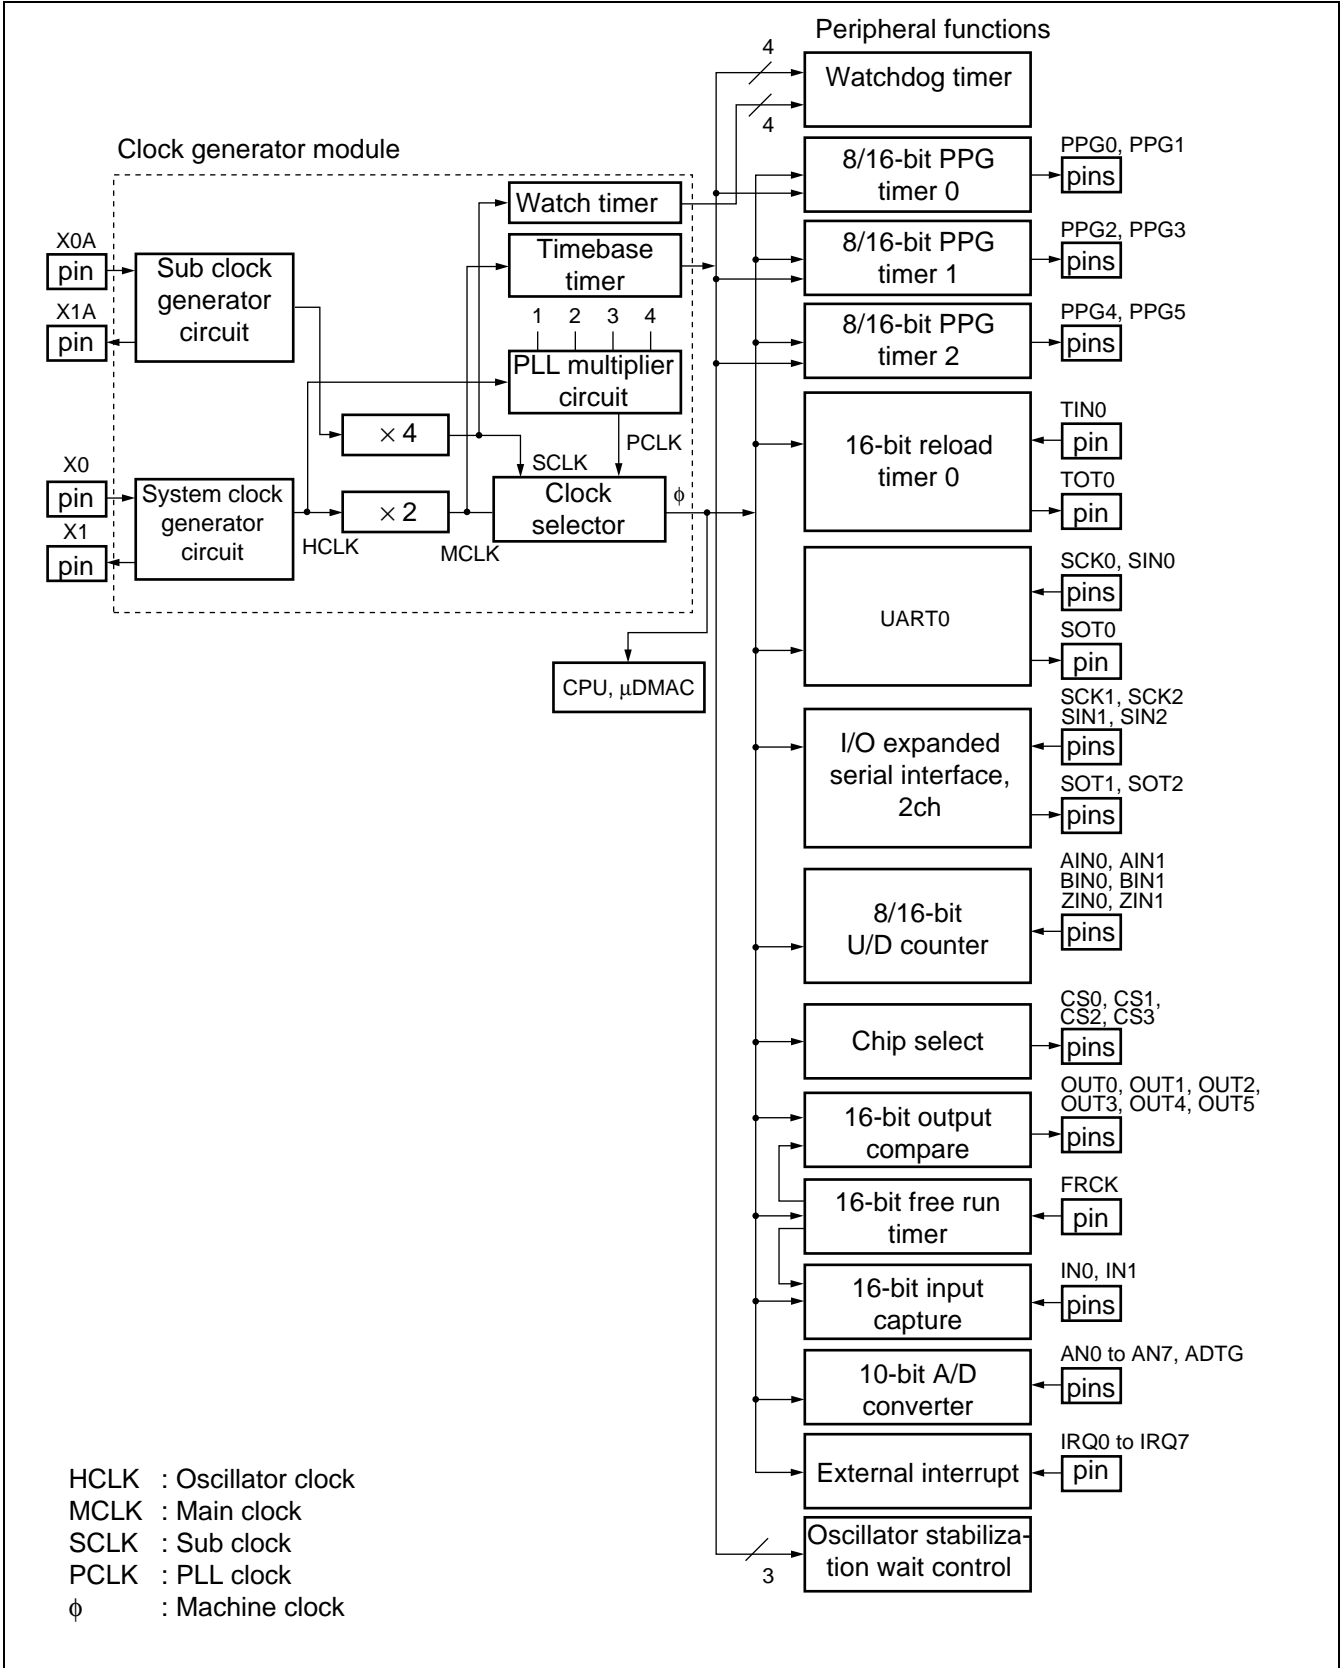 Peripheral functions
4
Watchdog timer
4
Clock generator module
8/16-bit PPG
timer 0
PPG0, PPG1
pins
Watch timer
X0A
pin
X1A
pin
Sub clock
generator
circuit
Timebase
timer
8/16-bit PPG
timer 1
PPG2, PPG3
pins
1 2 3 4
PLL multiplier
circuit
8/16-bit PPG
timer 2
PPG4, PPG5
pins
× 4
SCLK
PCLK
16-bit reload
timer 0
TIN0
pin
TOT0
pin
X0
pin
X1
pin
System clock
generator
circuit
HCLK
× 2
MCLK
Clock
selector
ϕ
UART0
SCK0, SIN0
pins
SOT0
pin
CPU, µDMAC
I/O expanded
serial interface,
2ch
SCK1, SCK2
SIN1, SIN2
pins
SOT1, SOT2
pins
8/16-bit
U/D counter
AIN0, AIN1
BIN0, BIN1
ZIN0, ZIN1
pins
Chip select
CS0, CS1,
CS2, CS3
pins
16-bit output
compare
OUT0, OUT1, OUT2,
OUT3, OUT4, OUT5
pins
16-bit free run
timer
FRCK
pin
16-bit input
capture
IN0, IN1
pins
10-bit A/D
converter
AN0 to AN7, ADTG
pins
External interrupt
IRQ0 to IRQ7
pin
Oscillator stabiliza-
tion wait control
3
HCLK : Oscillator clock
MCLK : Main clock
SCLK : Sub clock
PCLK : PLL clock
ϕ : Machine clock